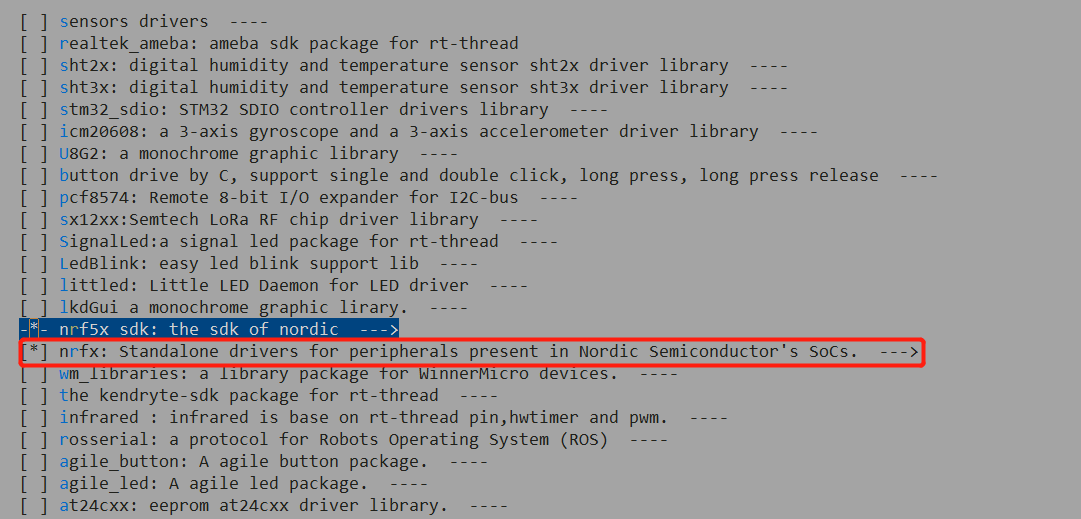 [ ] sensors drivers  ----
[ ] realtek_ameba: ameba sdk package for rt-thread
[ ] sht2x: digital humidity and temperature sensor sht2x driver library  ----
[ ] sht3x: digital humidity and temperature sensor sht3x driver library  ----
[ ] stm32_sdio: STM32 SDIO controller drivers library  ----
[ ] icm20608: a 3-axis gyroscope and a 3-axis accelerometer driver library  ----
[ ] U8G2: a monochrome graphic library  ----
[ ] button drive by C, support single and double click, long press, long press release  ----
[ ] pcf8574: Remote 8-bit I/O expander for I2C-bus  ----
[ ] sx12xx:Semtech LoRa RF chip driver library  ----
[ ] SignalLed:a signal led package for rt-thread  ----
[ ] LedBlink: easy led blink support lib  ----
[ ] littled: Little LED Daemon for LED driver  ----
[ ] lkdGui a monochrome graphic lirary.  ----
-*- nrf5x sdk: the sdk of nordic  --->
[*] nrfx: Standalone drivers for peripherals present in Nordic Semiconductor's SoCs.  --->
[ ] wm_libraries: a library package for WinnerMicro devices.  ----
[ ] the kendryte-sdk package for rt-thread  ----
[ ] infrared : infrared is base on rt-thread pin,hwtimer and pwm.  ----
[ ] rosserial: a protocol for Robots Operating System (ROS)  ----
[ ] agile_button: A agile button package.  ----
[ ] agile_led: A agile led package.  ----
[ ] at24cxx: eeprom at24cxx driver library.  ----